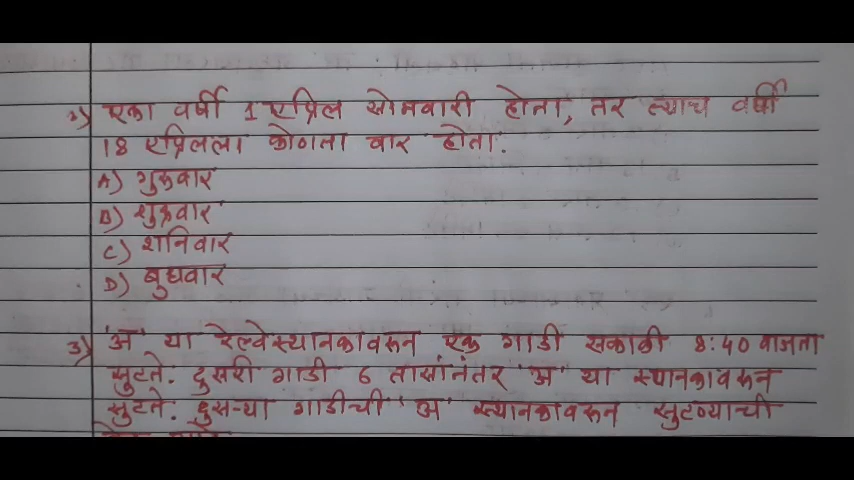 २) एका वर्षी 1 एप्रिल सोमवारी होता, तर त्याच वर्षी
18 एप्रिलला कोणता वार होता.
A) गुरुवार
B) शुक्रवार
C) शनिवार
D) बुधवार
3) 'अ' या रेल्वेस्थानकावरून एक गाडी सकाळी 8:40 वाजता
सुटते. दुसरी गाडी 6 तासांनंतर 'अ' या स्थानकावरून
सुटते. दुसऱ्या गाडीची 'अ' स्थानकावरून सुटण्याची